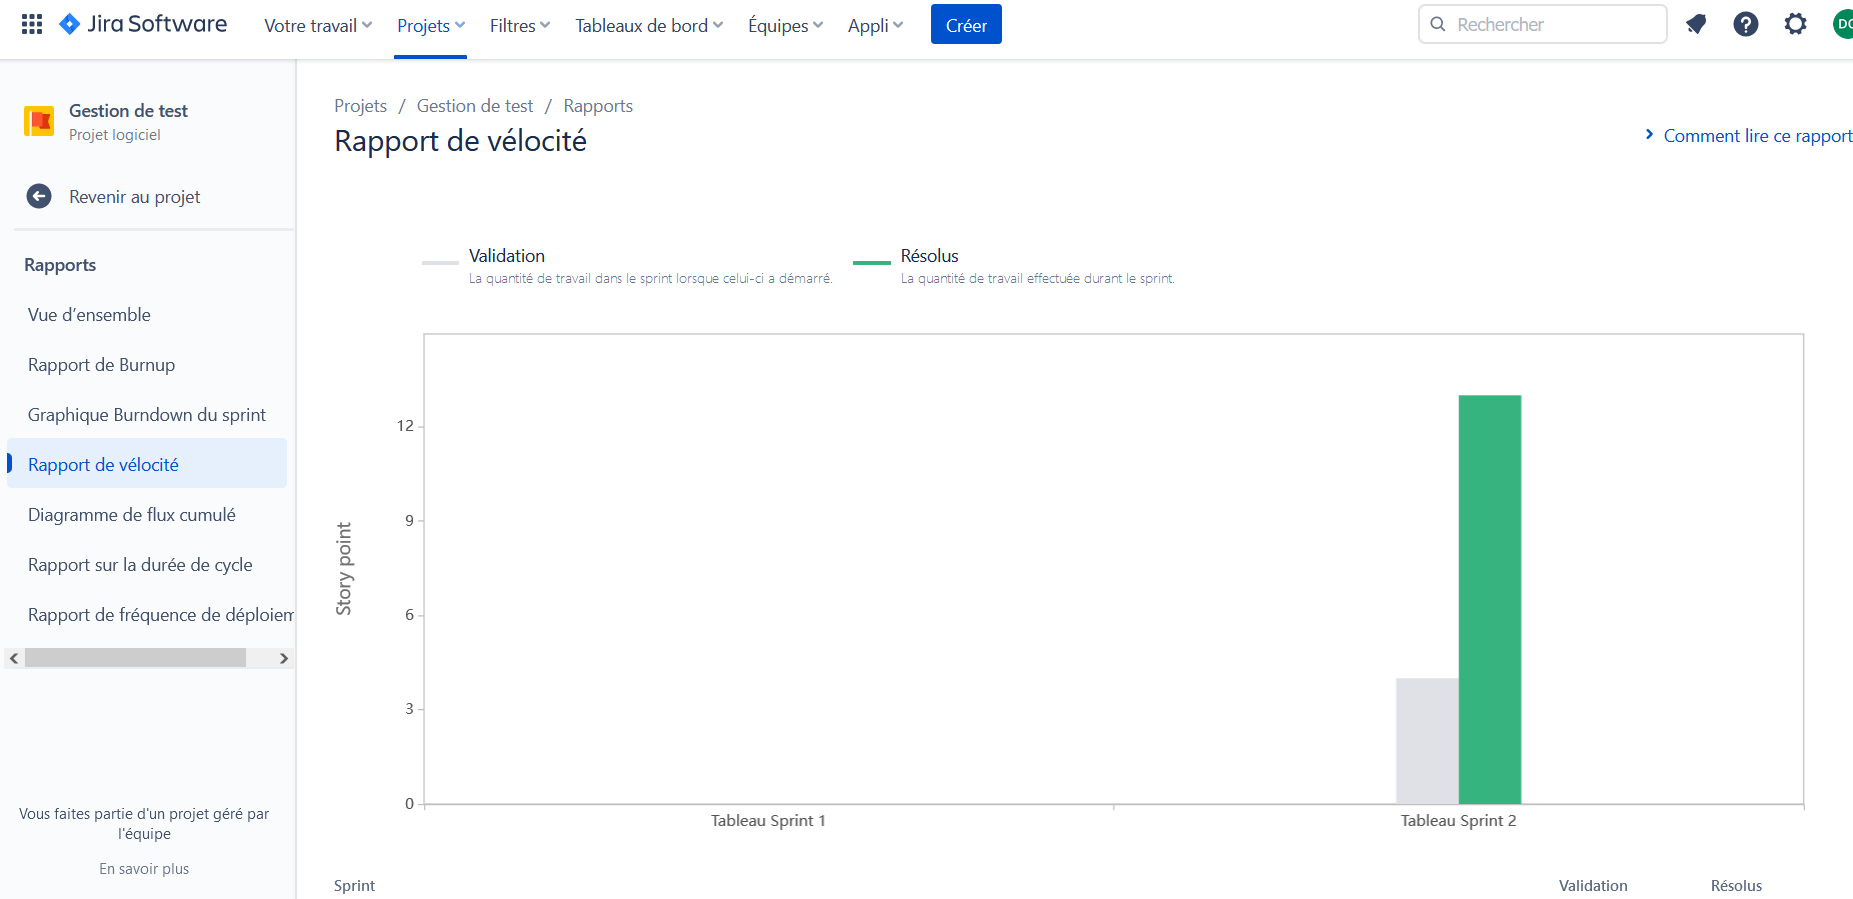 Jira Software
Votre travail
Projets
Filtres
Tableaux de bord
Équipes
Appli
Créer
Rechercher
DC
Gestion de test
Projet logiciel
Revenir au projet
Rapports
Vue d’ensemble
Rapport de Burnup
Graphique Burndown du sprint
Rapport de vélocité
Diagramme de flux cumulé
Rapport sur la durée de cycle
Rapport de fréquence de déploiem
Vous faites partie d'un projet géré par
l'équipe
En savoir plus
Projets / Gestion de test / Rapports
Rapport de vélocité
Comment lire ce rapport
Validation
La quantité de travail dans le sprint lorsque celui-ci a démarré.
Résolus
La quantité de travail effectuée durant le sprint.
Story point
12
9
6
3
0
Tableau Sprint 1
Tableau Sprint 2
Sprint
Validation
Résolus